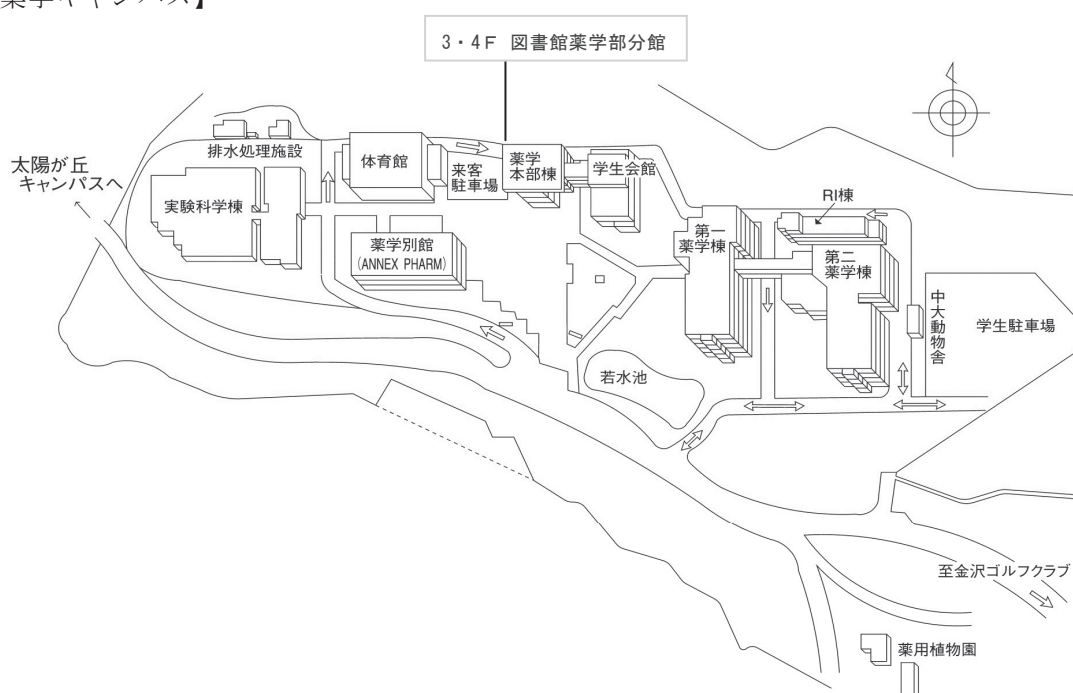 薬学キャンパス】
3・4F 図書館薬学部分館
太陽が丘
キャンパスへ
排水処理施設
体育館
来客
駐車場
薬学
本部棟
学生会館
実験科学棟
薬学別館
(ANNEX PHARM)
第一
薬学棟
RI棟
第二
薬学棟
中大動物舎
学生駐車場
若水池
至金沢ゴルフクラブ
薬用植物園